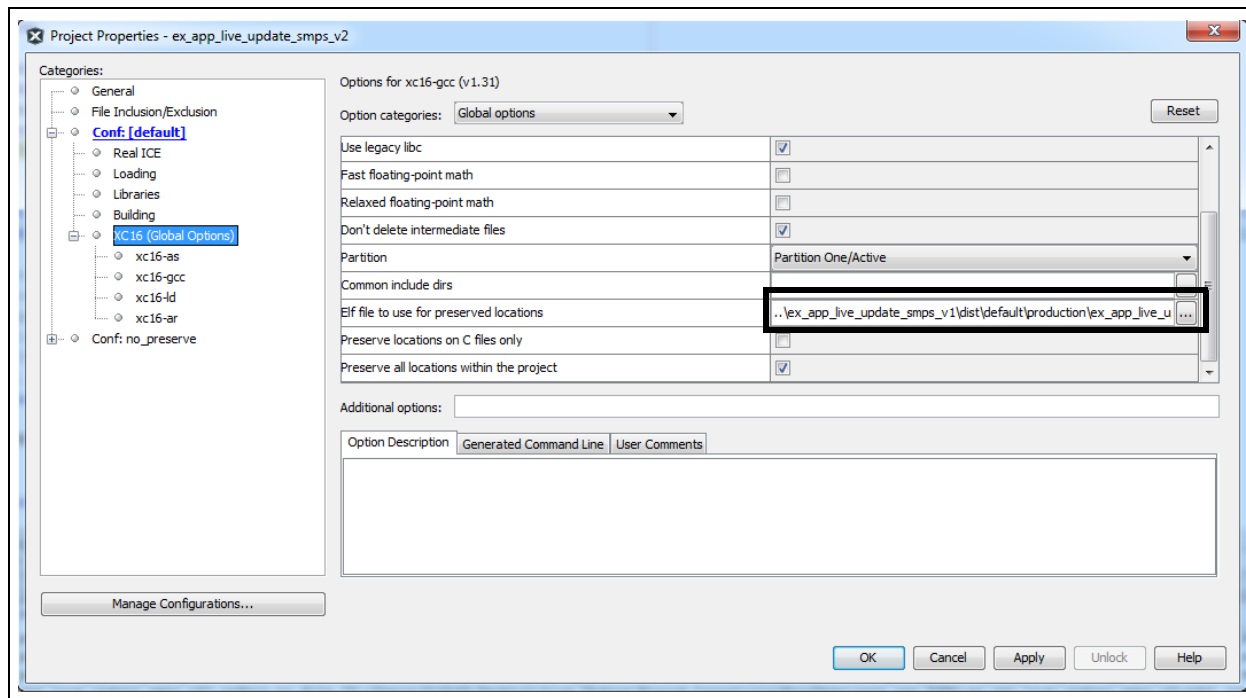 Project Properties - ex_app_live_update_smps_v2
Categories:
General
File Inclusion/Exclusion
Conf: [default]
Real ICE
Loading
Libraries
Building
XC16 (Global Options)
xc16-as
xc16-gcc
xc16-ld
xc16-ar
Conf: no_preserve
Manage Configurations...
Options for xc16-gcc (v1.31)
Option categories: Global options
Reset
Use legacy libc
Fast floating-point math
Relaxed floating-point math
Don't delete intermediate files
Partition Partition One/Active
Common include dirs
Elf file to use for preserved locations ..\ex_app_live_update_smps_v1\dist\default\production\ex_app_live_u ...
Preserve locations on C files only
Preserve all locations within the project
Additional options:
Option Description Generated Command Line User Comments
OK Cancel Apply Unlock Help